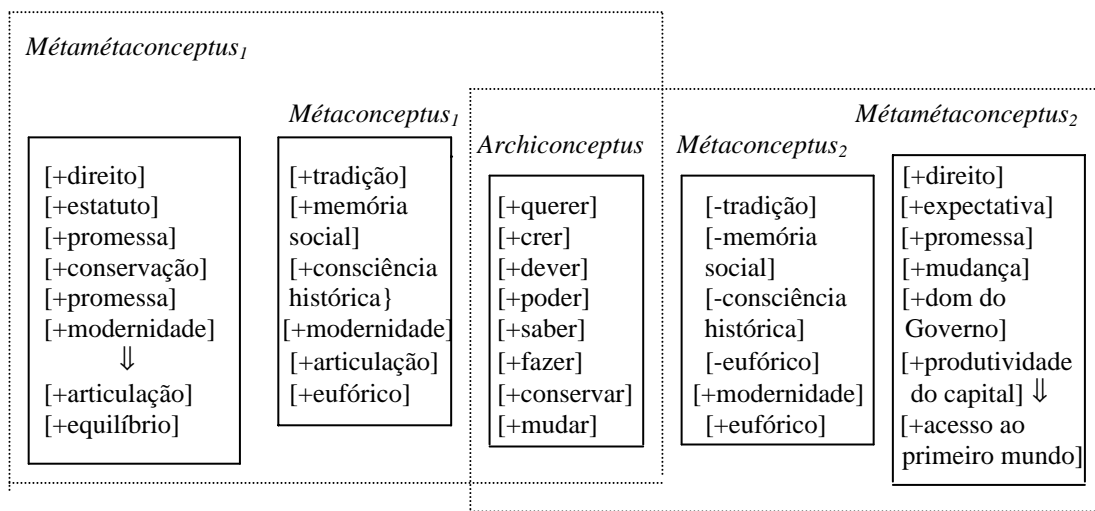 Métamétaconceptus1
Métaconceptus1
Métamétaconceptus2
Archiconceptus
Métaconceptus2
[+direito]
[+estatuto]
[+promessa]
[+conservação]
[+promessa]
[+modernidade]
⇓
[+articulação]
[+equilíbrio]
[+tradição]
[+memória
social]
[+consciência
histórica}
[+modernidade]
[+articulação]
[+eufórico]
[+querer]
[+crer]
[+dever]
[+poder]
[+saber]
[+fazer]
[+conservar]
[+mudar]
[-tradição]
[-memória
social]
[-consciência
histórica]
[-eufórico]
[+modernidade]
[+eufórico]
[+direito]
[+expectativa]
[+promessa]
[+mudança]
[+dom do
Governo]
[+produtividade
do capital] ⇓
[+acesso ao
primeiro mundo]